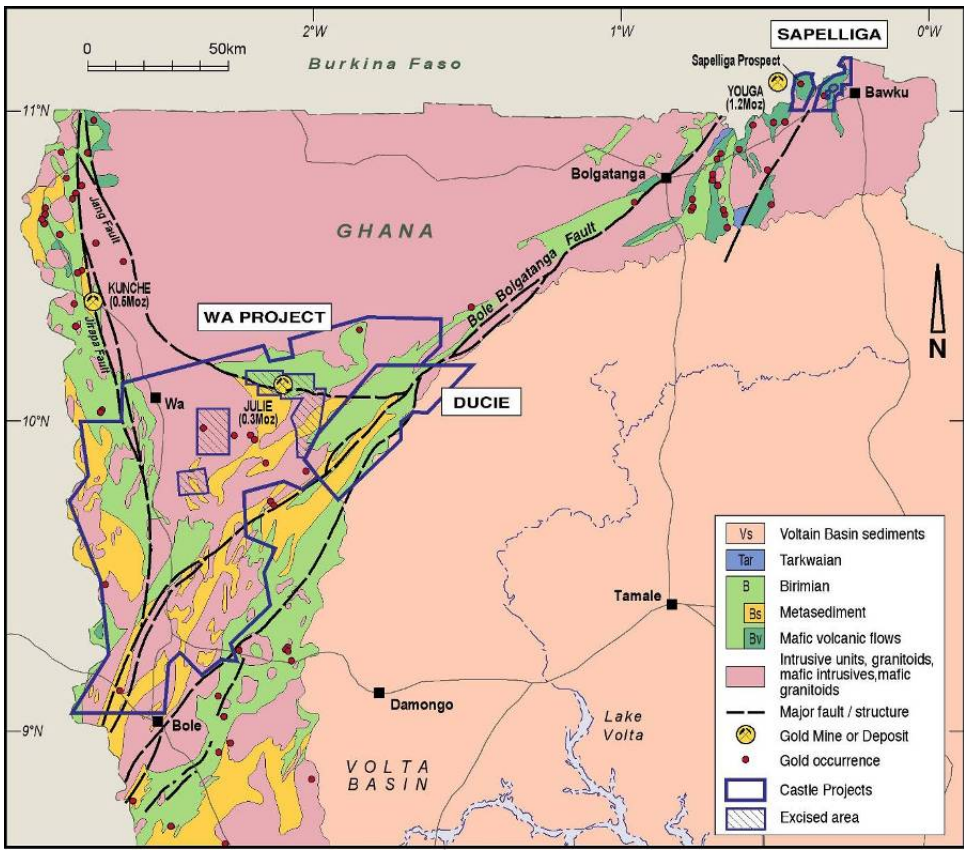 2°W
1°W
0°W
0
50km
SAPELLIGA
Burkina Faso
Sapelliga Prospect
YOUGA
(1.2Moz)
Bawku
11°N
Bolgatanga
Jang Fault
GHANA
Bole Bolgatanga Fault
KUNCHE
(0.5Moz)
WA PROJECT
Jirapa Fault
N
Wa
JULIE
(0.3Moz)
DUCIE
10°N
Vs Voltain Basin sediments
Tar Tarkwaian
B Birimian
Bs Metasediment
Bv Mafic volcanic flows
Intrusive units, granitoids,
mafic intrusives,mafic
granitoids
Major fault / structure
Gold Mine or Deposit
Gold occurrence
Castle Projects
Excised area
Tamale
Damongo
Bole
9°N
Lake
Volta
VOLTA
BASIN